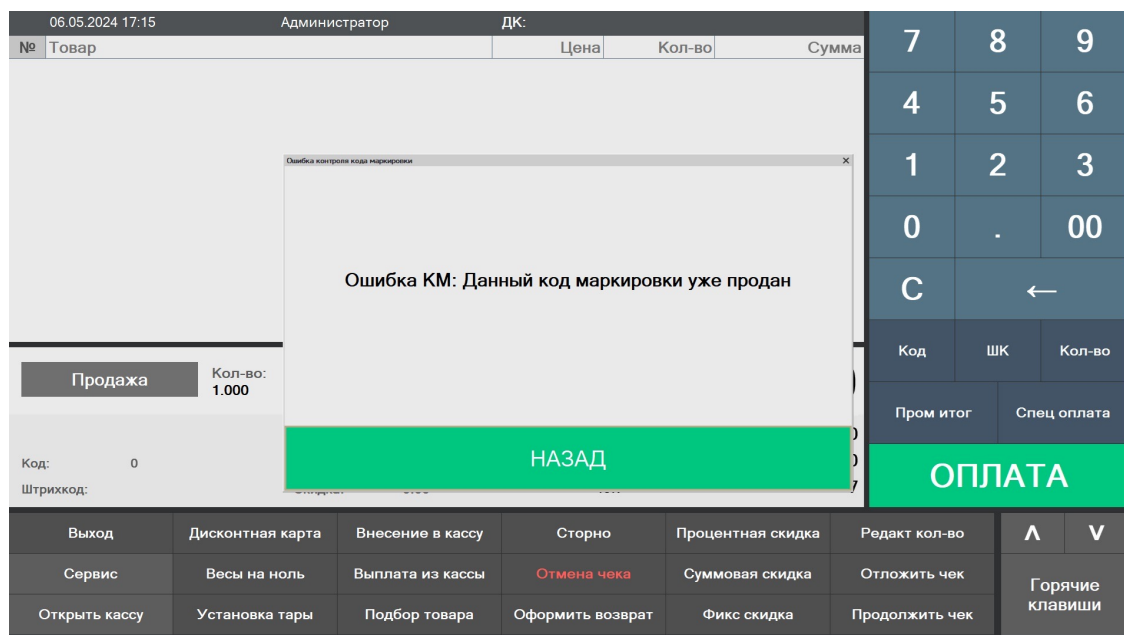 06.05.2024 17:15 Администратор ДК:
№ Товар Цена Кол-во Сумма
Ошибка контроля кода маркировки ×
Ошибка КМ: Данный код маркировки уже продан
НАЗАД
Продажа
Кол-во:
1.000
Код: 0
Штрихкод:
7 8 9
4 5 6
1 2 3
0 . 00
C ←
Код ШК Кол-во
Пром итог Спец оплата
ОПЛАТА
Выход Дисконтная карта Внесение в кассу Сторно Процентная скидка Редакт кол-во
Сервис Весы на ноль Выплата из кассы Отмена чека Суммовая скидка Отложить чек
Открыть кассу Установка тары Подбор товара Оформить возврат Фикс скидка Продолжить чек
Горячие
клавиши